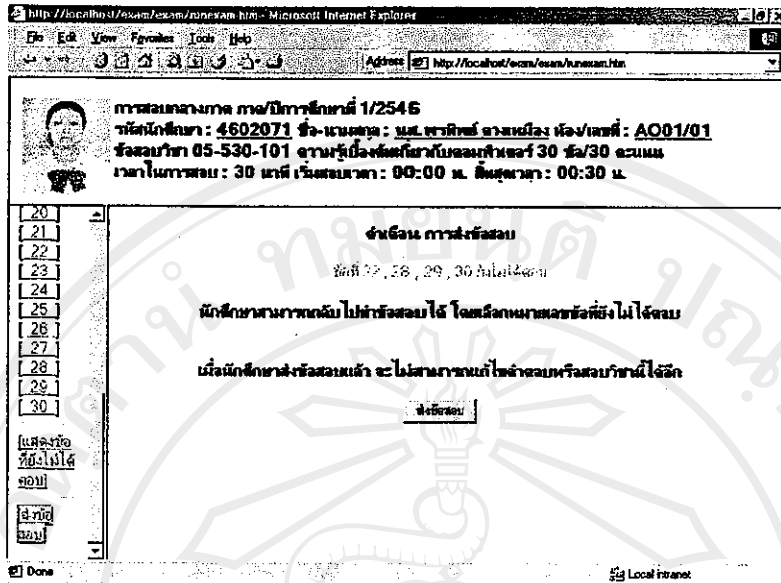 http://localhost/exam/exam/runexam.htm - Microsoft Internet Explorer
File Edit View Favorites Tools Help
Address http://localhost/exam/exam/runexam.htm
การสอบกลางภาค ภาค/ปีการศึกษาที่ 1/2546
รหัสนักศึกษา : 4602071 ชื่อ-นามสกุล : นส. พรทิพย์ ห้อง/เลขที่ : AO01/01
ข้อสอบวิชา 05-530-101 ความรู้เบื้องต้นเกี่ยวกับคอมพิวเตอร์ 30 ข้อ/30 คะแนน
เวลาในการสอบ : 30 นาที เริ่มสอบเวลา : 00:00 น. สิ้นสุดเวลา : 00:30 น.
[ 20 ]
[ 21 ]
[ 22 ]
[ 23 ]
[ 24 ]
[ 25 ]
[ 26 ]
[ 27 ]
[ 28 ]
[ 29 ]
[ 30 ]
[แสดงข้อ
ที่ยังไม่ได้
ตอบ]
[ส่งข้อ
สอบ]
คำเตือน การส่งข้อสอบ
ข้อที่ 22 , 28 , 29 , 30 ยังไม่ได้ตอบ
นักศึกษาสามารถกลับไปทำข้อสอบได้ โดยเลือกหมายเลขข้อที่ยังไม่ได้ตอบ
เมื่อนักศึกษาส่งข้อสอบแล้ว จะไม่สามารถแก้ไขคำตอบหรือสอบวิชานี้ได้อีก
ส่งข้อสอบ
Done
Local intranet